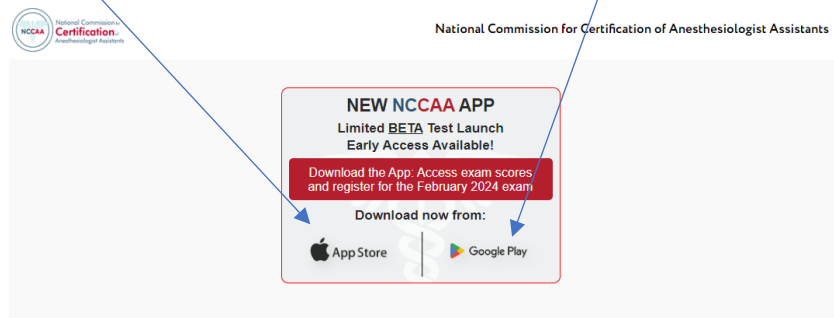 NCCAA
National Commission for
Certification of
Anesthesiologist Assistants
National Commission for Certification of Anesthesiologist Assistants
NEW NCCAA APP
Limited BETA Test Launch
Early Access Available!
Download the App: Access exam scores
and register for the February 2024 exam
Download now from:
App Store
Google Play